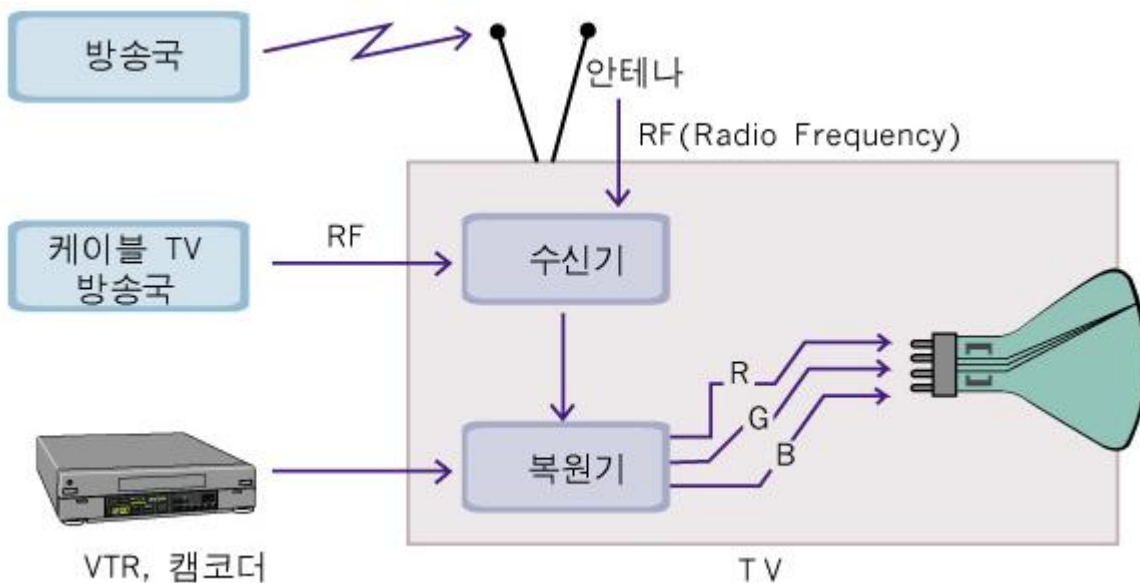 방송국
안테나
RF(Radio Frequency)
케이블 TV
방송국
RF
수신기
R
G
B
복원기
VTR, 캠코더
TV